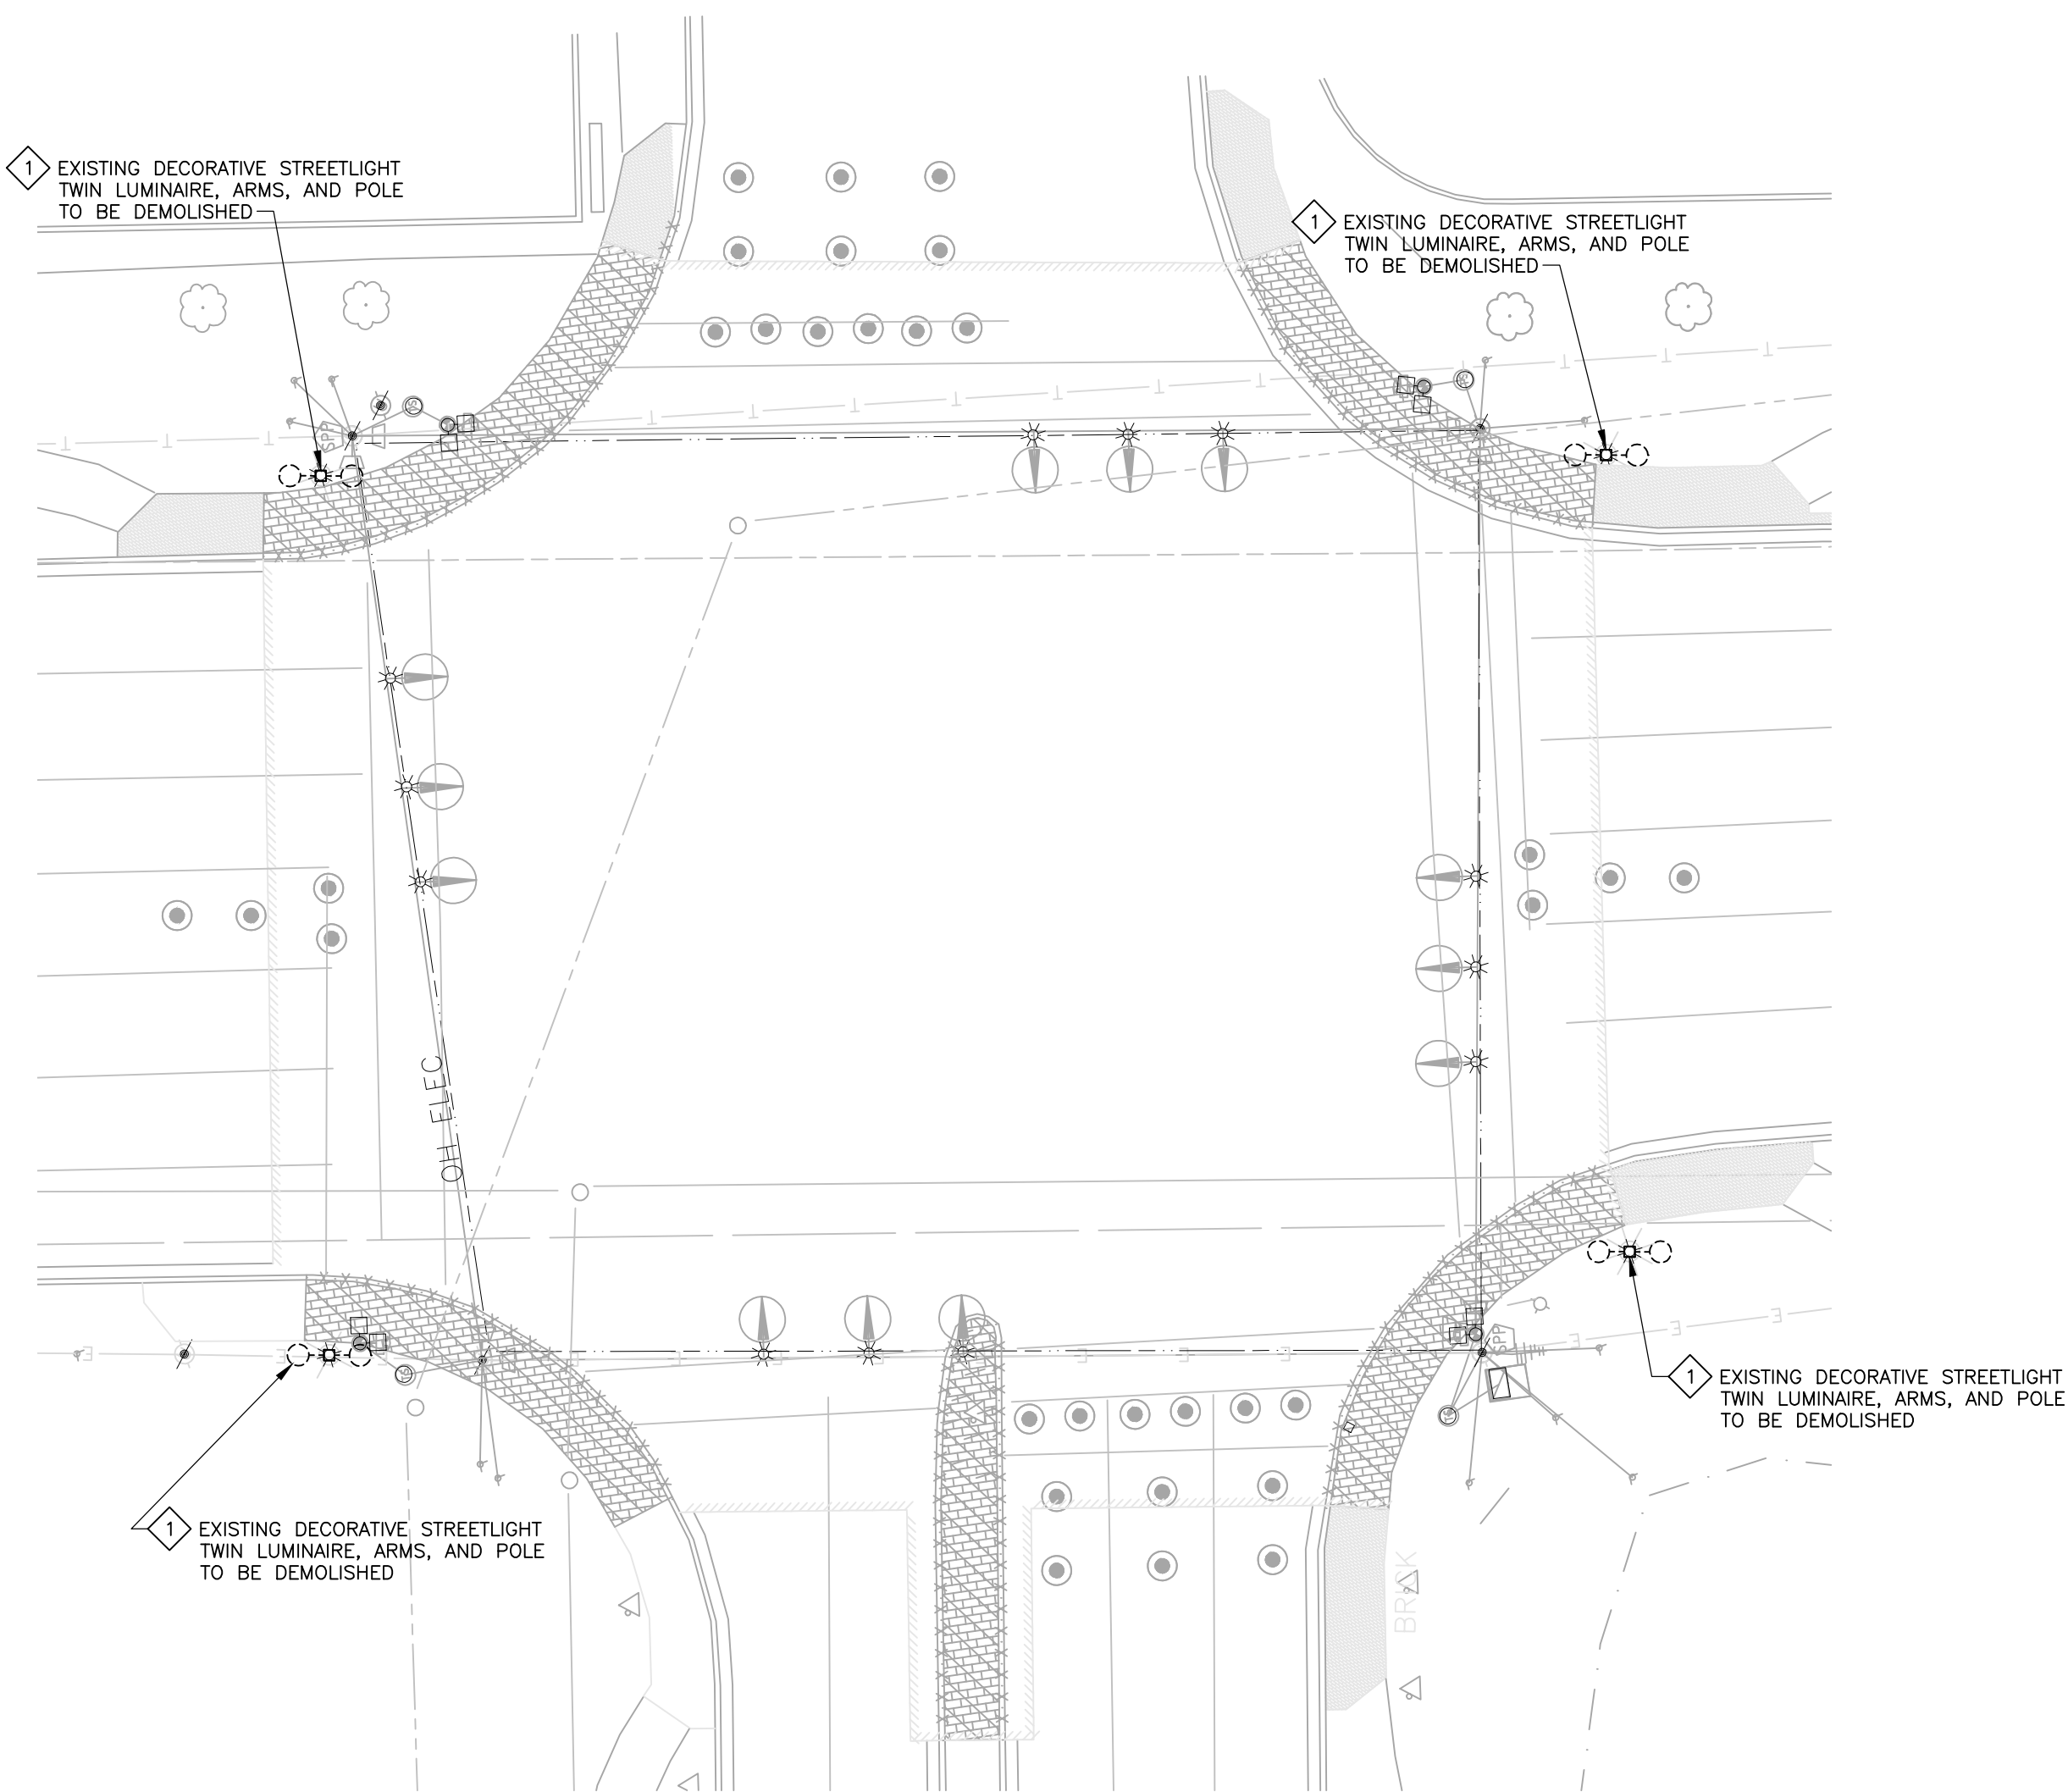 1
EXISTING DECORATIVE STREETLIGHT
TWIN LUMINAIRE, ARMS, AND POLE
TO BE DEMOLISHED
1
EXISTING DECORATIVE STREETLIGHT
TWIN LUMINAIRE, ARMS, AND POLE
TO BE DEMOLISHED
SPP
T
T
T
T
T
T
T
T
T
T
T
T
T
T
OH ELEC
E
E
E
E
E
E
E
E
E
E
SPP
1
EXISTING DECORATIVE STREETLIGHT
TWIN LUMINAIRE, ARMS, AND POLE
TO BE DEMOLISHED
1
EXISTING DECORATIVE STREETLIGHT
TWIN LUMINAIRE, ARMS, AND POLE
TO BE DEMOLISHED
BRICK